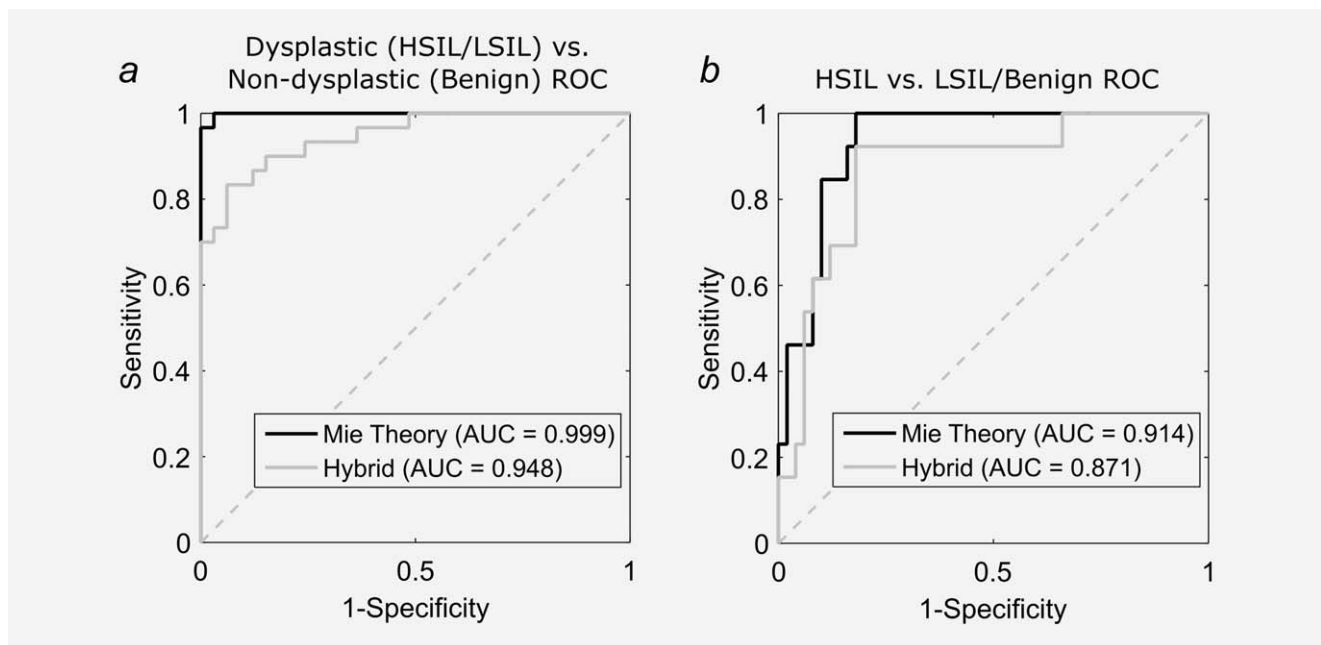 a
Dysplastic (HSIL/LSIL) vs.
Non-dysplastic (Benign) ROC
1
0.8
0.6
0.4
0.2
0
Sensitivity
Mie Theory (AUC = 0.999)
Hybrid (AUC = 0.948)
0
0.5
1
1-Specificity
b
HSIL vs. LSIL/Benign ROC
1
0.8
0.6
0.4
0.2
0
Sensitivity
Mie Theory (AUC = 0.914)
Hybrid (AUC = 0.871)
0
0.5
1
1-Specificity